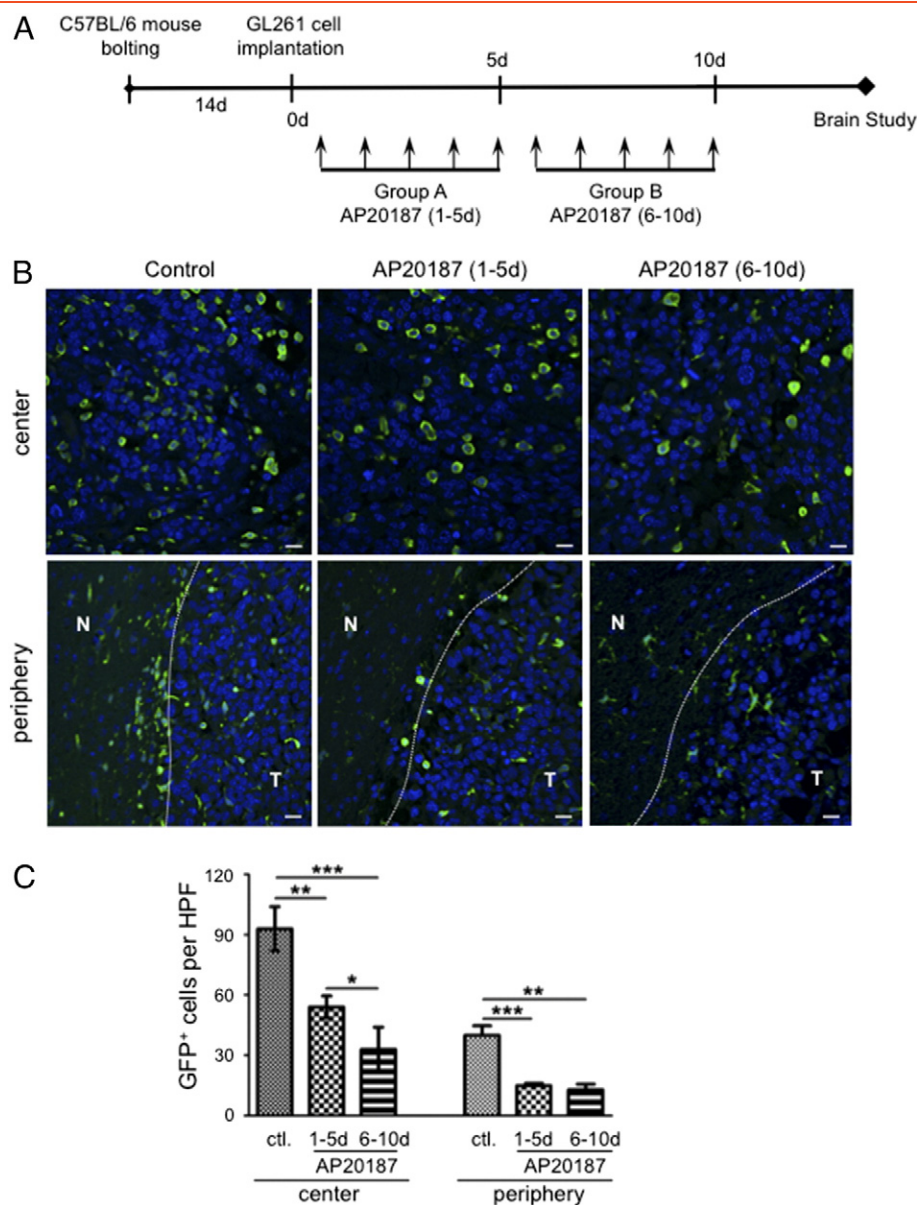 A
C57BL/6 mouse
bolting
GL261 cell
implantation
5d
10d
14d
0d
Brain Study
Group A
AP20187 (1-5d)
Group B
AP20187 (6-10d)
B
Control
AP20187 (1-5d)
AP20187 (6-10d)
center
periphery
N
T
N
T
N
T
C
GFP+ cells per HPF
120
90
60
30
0
***
**
*
**
***
ctl.
1-5d
6-10d
AP20187
center
ctl.
1-5d
6-10d
AP20187
periphery